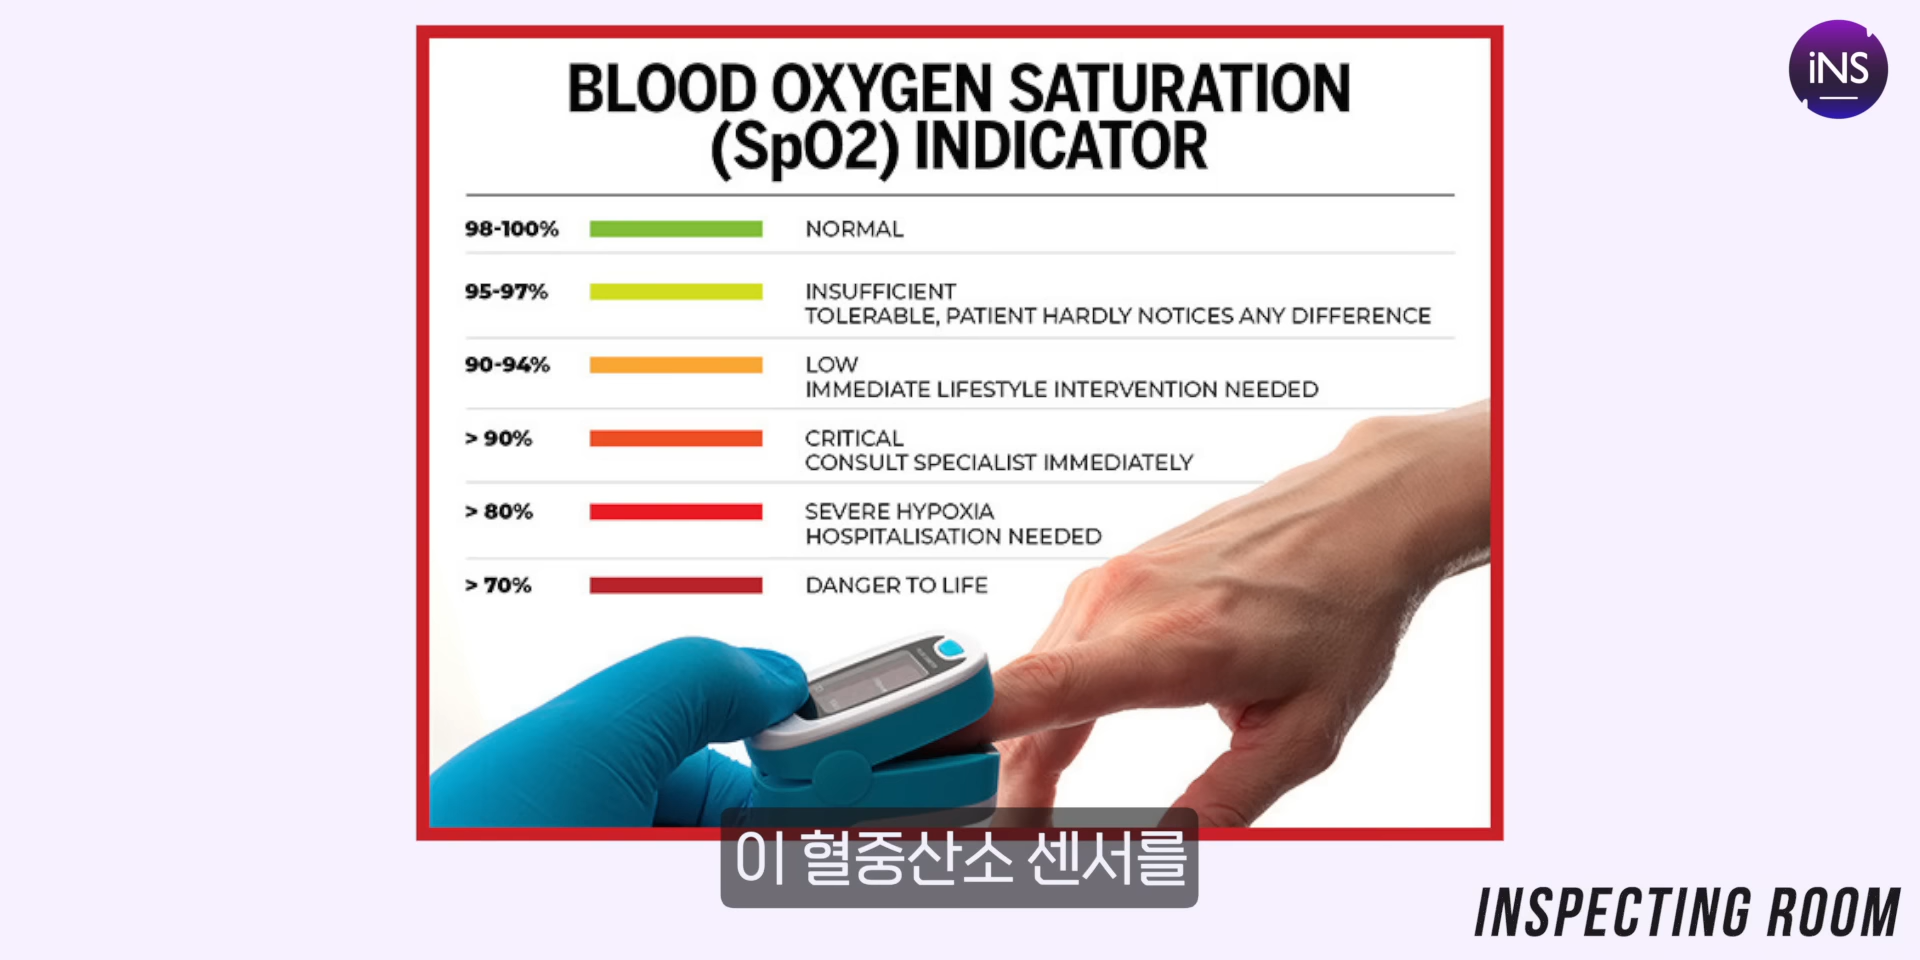 iNS
BLOOD OXYGEN SATURATION
(SpO2) INDICATOR
98-100% NORMAL
95-97% INSUFFICIENT
TOLERABLE, PATIENT HARDLY NOTICES ANY DIFFERENCE
90-94% LOW
IMMEDIATE LIFESTYLE INTERVENTION NEEDED
> 90% CRITICAL
CONSULT SPECIALIST IMMEDIATELY
> 80% SEVERE HYPOXIA
HOSPITALISATION NEEDED
> 70% DANGER TO LIFE
이 혈중산소 센서를
INSPECTING ROOM